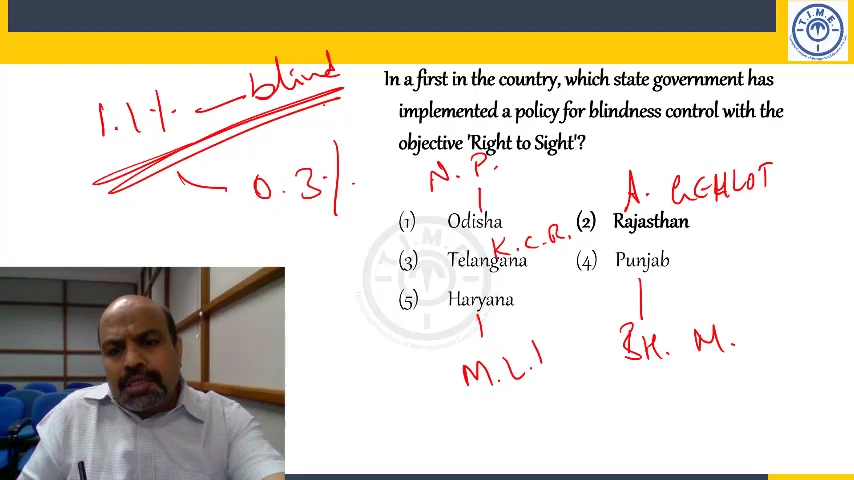 T.I.M.E.
1.1% — blind
0.3%.
In a first in the country, which state government has
implemented a policy for blindness control with the
objective 'Right to Sight'?
N. P.
A. GEHLOT
(1) Odisha (2) Rajasthan
K. C. R.
(3) Telangana (4) Punjab
(5) Haryana
BH. M.
M. L.